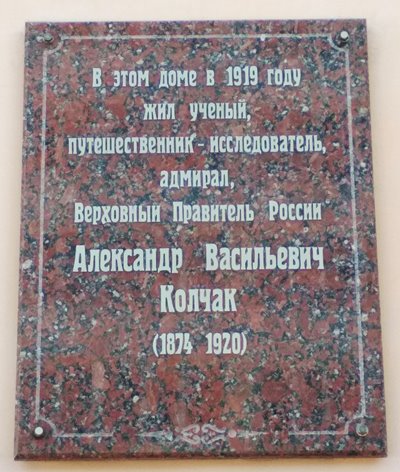 В этом доме в 1919 году
жил ученый,
путешественник - исследователь, -
адмирал,
Верховный Правитель России
Александр Васильевич
Колчак
(1874 1920)